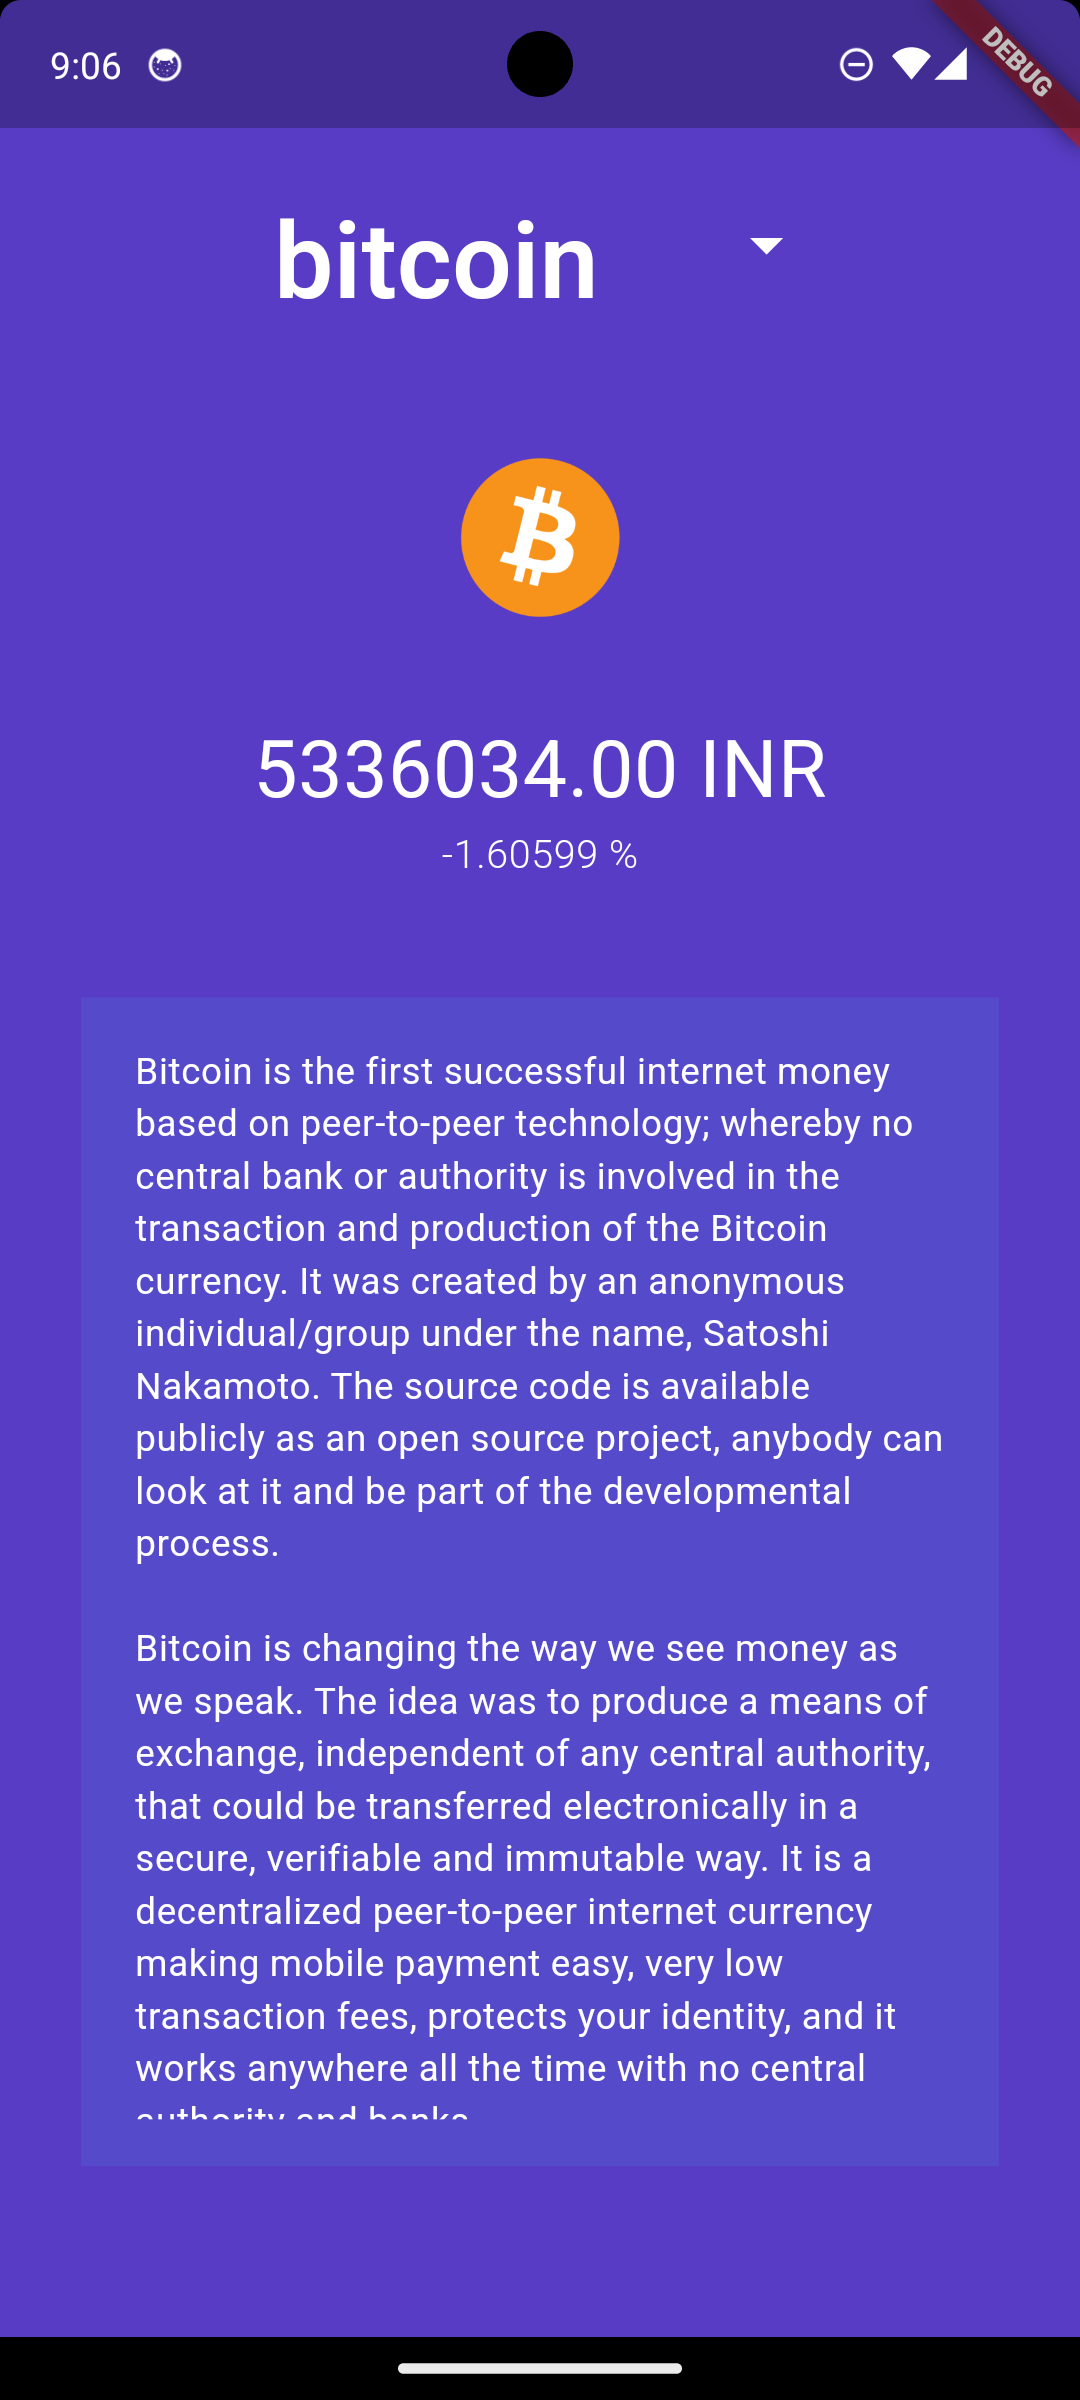 9:06
DEBUG
bitcoin
5336034.00 INR
-1.60599 %
Bitcoin is the first successful internet money
based on peer-to-peer technology; whereby no
central bank or authority is involved in the
transaction and production of the Bitcoin
currency. It was created by an anonymous
individual/group under the name, Satoshi
Nakamoto. The source code is available
publicly as an open source project, anybody can
look at it and be part of the developmental
process.
Bitcoin is changing the way we see money as
we speak. The idea was to produce a means of
exchange, independent of any central authority,
that could be transferred electronically in a
secure, verifiable and immutable way. It is a
decentralized peer-to-peer internet currency
making mobile payment easy, very low
transaction fees, protects your identity, and it
works anywhere all the time with no central
authority and banks.